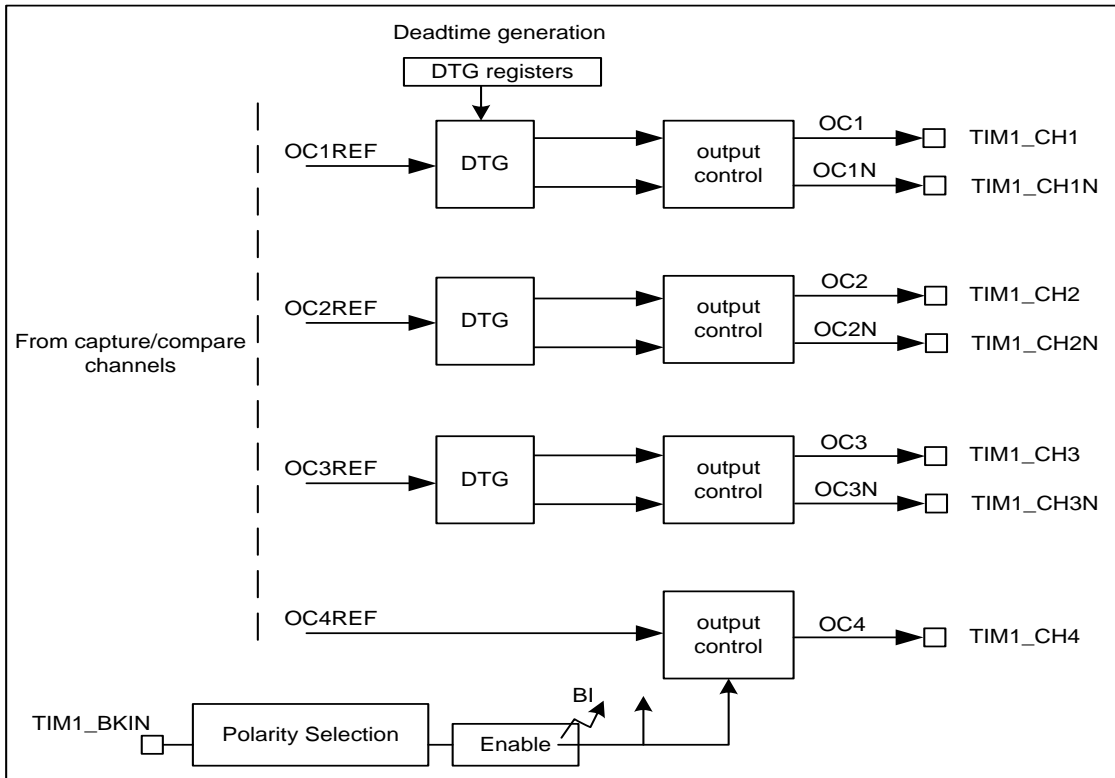 Deadtime generation
DTG registers
OC1REF
DTG
output
control
OC1
OC1N
TIM1_CH1
TIM1_CH1N
OC2REF
DTG
output
control
OC2
OC2N
TIM1_CH2
TIM1_CH2N
From capture/compare
channels
OC3REF
DTG
output
control
OC3
OC3N
TIM1_CH3
TIM1_CH3N
OC4REF
output
control
OC4
TIM1_CH4
TIM1_BKIN
Polarity Selection
Enable
BI